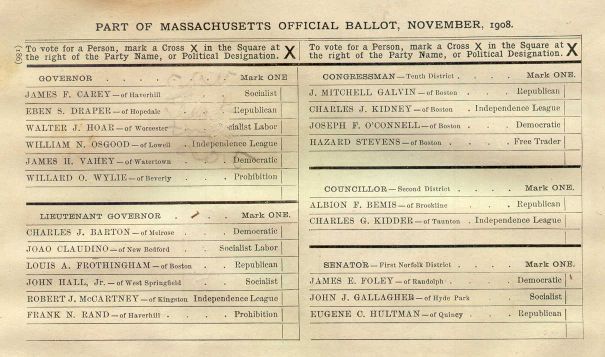 PART OF MASSACHUSETTS OFFICIAL BALLOT, NOVEMBER, 1908.
To vote for a Person, mark a Cross X in the Square at
the right of the Party Name, or Political Designation. X
GOVERNOR . . . . . Mark ONE
JAMES F. CAREY—of Haverhill . . . Socialist
EBEN S. DRAPER—of Hopedale . . Republican
WALTER J. HOAR—of Worcester . cialist Labor
WILLIAM N. OSGOOD—of Lowell . Independence League
JAMES H. VAHEY—of Watertown . . Democratic
WILLARD O. WYLIE—of Beverly . . Prohibition
LIEUTENANT GOVERNOR . . . Mark ONE.
CHARLES J. BARTON—of Melrose . . Democratic
JOAO CLAUDINO—of New Bedford . . Socialist Labor
LOUIS A. FROTHINGHAM—of Boston . Republican
JOHN HALL, Jr.—of West Springfield . . Socialist
ROBERT J. McCARTNEY—of Kingston Independence League
FRANK N. RAND—of Haverhill . . . Prohibition
To vote for a Person, mark a Cross X in the Square at
the right of the Party Name, or Political Designation. X
CONGRESSMAN—Tenth District . . . Mark ONE.
J. MITCHELL GALVIN—of Boston . . Republican
CHARLES J. KIDNEY—of Boston . Independence League
JOSEPH F. O'CONNELL—of Boston . . Democratic
HAZARD STEVENS—of Boston . . . Free Trader
COUNCILLOR—Second District . . . Mark ONE.
ALBION F. BEMIS—of Brookline . . Republican
CHARLES G. KIDDER—of Taunton . Independence League
SENATOR—First Norfolk District . . . Mark ONE.
JAMES E. FOLEY—of Randolph . . . Democratic
JOHN J. GALLAGHER—of Hyde Park . . Socialist
EUGENE C. HULTMAN—of Quincy . . Republican